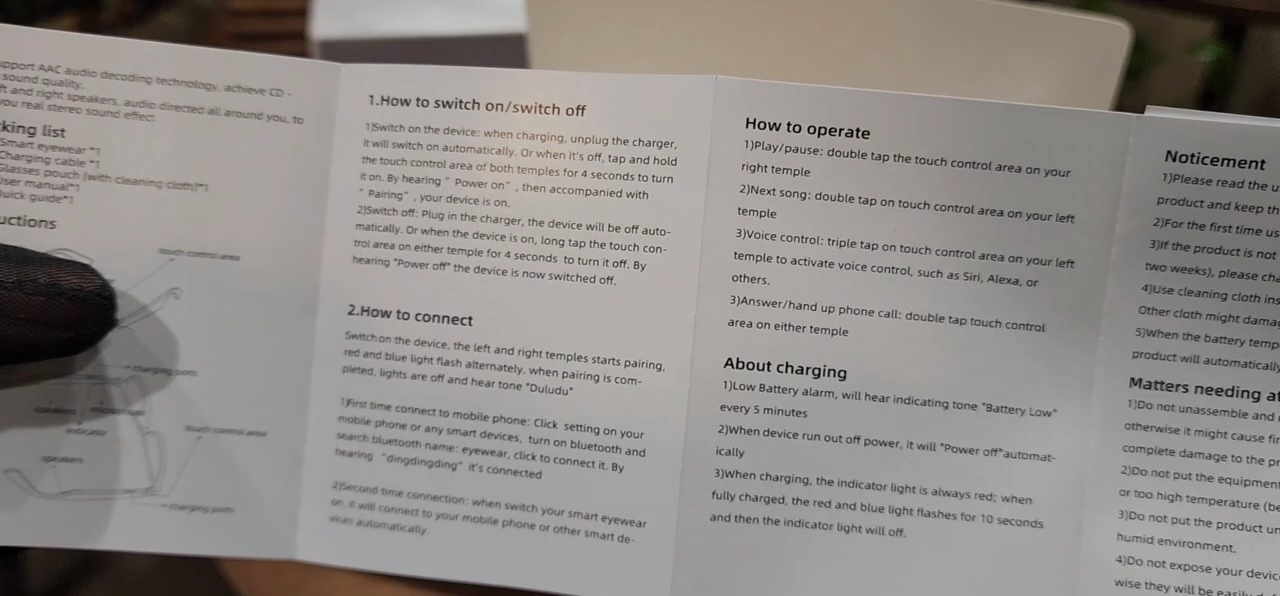 upport AAC audio decoding technology, achieve CD -
sound quality.
ft and right speakers, audio directed all around you, to
you real stereo sound effect
king list
Smart eyewear *1
Charging cable *1
Glasses pouch (with cleaning cloth)*1
User manual*1
Quick guide*1
uctions
touch control area
charging ports
speakers
microphone
indicator
touch control area
speakers
charging ports
1.How to switch on/switch off
1)Switch on the device: when charging, unplug the charger,
it will switch on automatically. Or when it's off, tap and hold
the touch control area of both temples for 4 seconds to turn
it on. By hearing " Power on" , then accompanied with
" Pairing" , your device is on.
2)Switch off: Plug in the charger, the device will be off auto-
matically. Or when the device is on, long tap the touch con-
trol area on either temple for 4 seconds to turn it off. By
hearing "Power off" the device is now switched off.
2.How to connect
Switch on the device, the left and right temples starts pairing,
red and blue light flash alternately. when pairing is com-
pleted, lights are off and hear tone "Duludu"
1)First time connect to mobile phone: Click setting on your
mobile phone or any smart devices, turn on bluetooth and
search bluetooth name: eyewear, click to connect it. By
hearing "dingdingding" it's connected
2)Second time connection: when switch your smart eyewear
on, it will connect to your mobile phone or other smart de-
vices automatically.
How to operate
1)Play/pause: double tap the touch control area on your
right temple
2)Next song: double tap on touch control area on your left
temple
3)Voice control: triple tap on touch control area on your left
temple to activate voice control, such as Siri, Alexa, or
others.
3)Answer/hand up phone call: double tap touch control
area on either temple
About charging
1)Low Battery alarm, will hear indicating tone "Battery Low"
every 5 minutes
2)When device run out off power, it will "Power off"automat-
ically
3)When charging, the indicator light is always red; when
fully charged, the red and blue light flashes for 10 seconds
and then the indicator light will off.
Noticement
1)Please read the u
product and keep th
2)For the first time us
3)If the product is not
two weeks), please cha
4)Use cleaning cloth ins
Other cloth might dama
5)When the battery temp
product will automatically
Matters needing at
1)Do not unassemble and
otherwise it might cause fir
complete damage to the pr
2)Do not put the equipment
or too high temperature (be
3)Do not put the product un
humid environment.
4)Do not expose your device
wise they will be easily